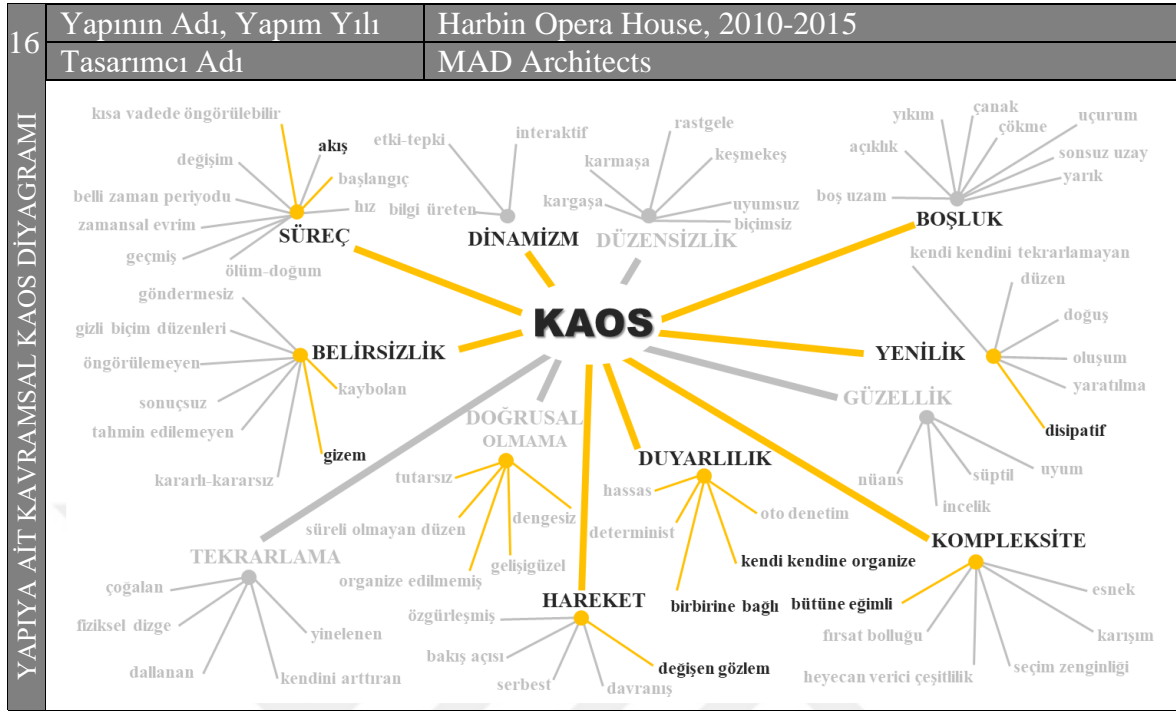 16
Yapının Adı, Yapım Yılı
Harbin Opera House, 2010-2015
Tasarımcı Adı
MAD Architects
YAPIYA AİT KAVRAMSAL KAOS DİYAGRAMI
kısa vadede öngörülebilir
akış
değişim
başlangıç
belli zaman periyodu
hız
zamansal evrim
SÜREÇ
geçmiş
ölüm-doğum
etki-tepki
interaktif
bilgi üreten
DİNAMİZM
rastgele
karmaşa
keşmekeş
kargaşa
uyumsuz
biçimsiz
DÜZENSİZLİK
yıkım
çanak
uçurum
çökme
açıklık
sonsuz uzay
yarık
boş uzam
BOŞLUK
KAOS
göndermesiz
gizli biçim düzenleri
BELİRSİZLİK
öngörülemeyen
kaybolan
sonuçsuz
tahmin edilemeyen
gizem
kararlı-kararsız
kendi kendini tekrarlamayan
düzen
doğuş
YENİLİK
oluşum
yaratılma
disipatif
GÜZELLİK
nüans
süptil
uyum
incelik
DOĞRUSAL
OLMAMA
tutarsız
dengesiz
süreli olmayan düzen
gelişigüzel
organize edilmemiş
DUYARLILIK
hassas
oto denetim
determinist
kendi kendine organize
birbirine bağlı
KOMPLEKSİTE
bütüne eğimli
esnek
fırsat bolluğu
karışım
heyecan verici çeşitlilik
seçim zenginliği
TEKRARLAMA
çoğalan
fiziksel dizge
yinelenen
dallanan
kendini arttıran
HAREKET
özgürleşmiş
bakış açısı
değişen gözlem
serbest
davranış